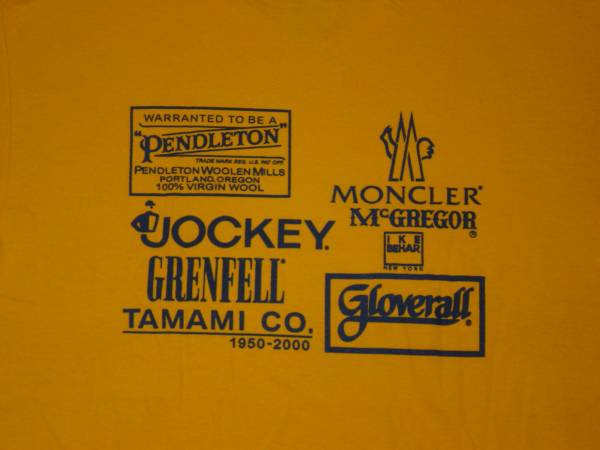 WARRANTED TO BE A
"PENDLETON"
TRADE MARK REG. U.S. PAT OFF.
PENDLETON WOOLEN MILLS
PORTLAND, OREGON
100% VIRGIN WOOL
JOCKEY
GRENFELL
TAMAMI CO.
1950-2000
MONCLER
McGREGOR
IKE
BEHAR
NEW YORK
Gloverall